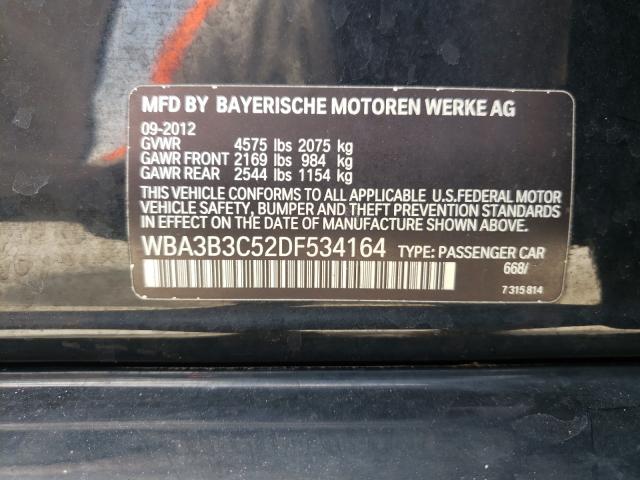 MFD BY BAYERISCHE MOTOREN WERKE AG
09-2012
GVWR 4575 lbs 2075 kg
GAWR FRONT 2169 lbs 984 kg
GAWR REAR 2544 lbs 1154 kg
THIS VEHICLE CONFORMS TO ALL APPLICABLE U.S.FEDERAL MOTOR
VEHICLE SAFETY, BUMPER AND THEFT PREVENTION STANDARDS
IN EFFECT ON THE DATE OF MANUFACTURE SHOWN ABOVE.
WBA3B3C52DF534164 TYPE: PASSENGER CAR
668/
7 315 814